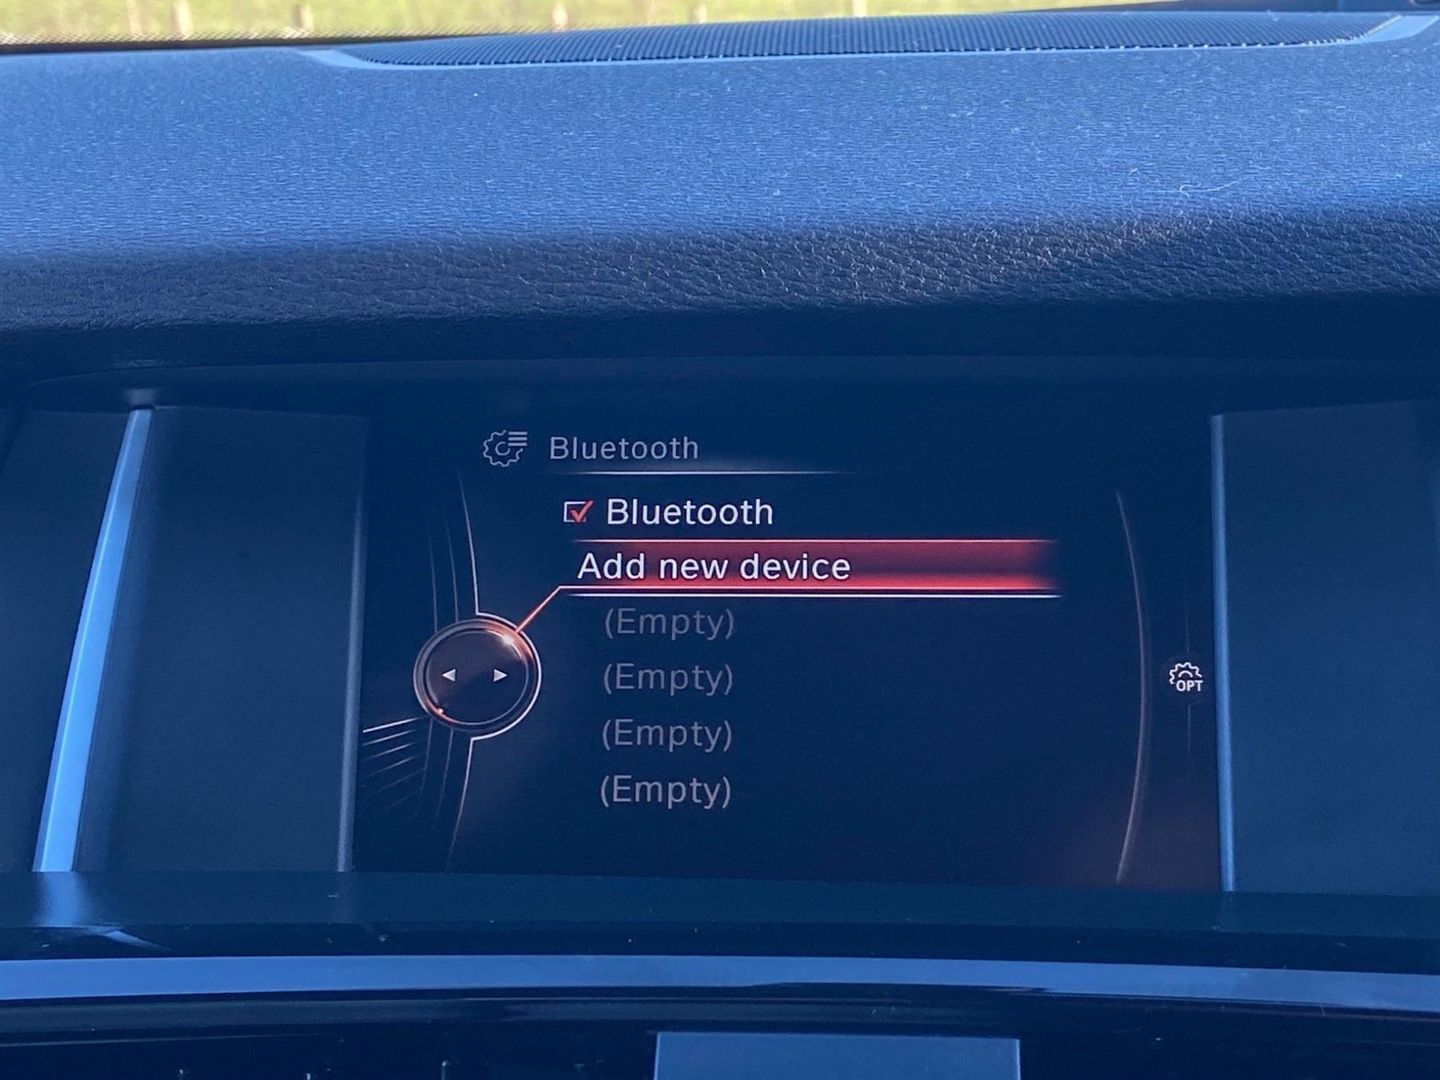 Bluetooth
Bluetooth
Add new device
(Empty)
(Empty)
OPT
(Empty)
(Empty)